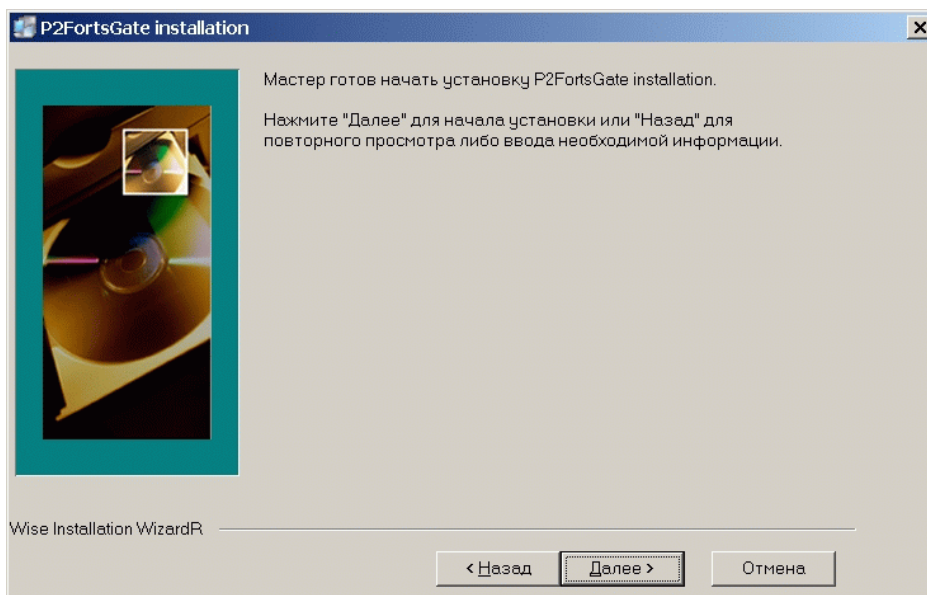 P2FortsGate installation
Мастер готов начать установку P2FortsGate installation.
Нажмите "Далее" для начала установки или "Назад" для
повторного просмотра либо ввода необходимой информации.
Wise Installation WizardR
< Назад
Далее >
Отмена